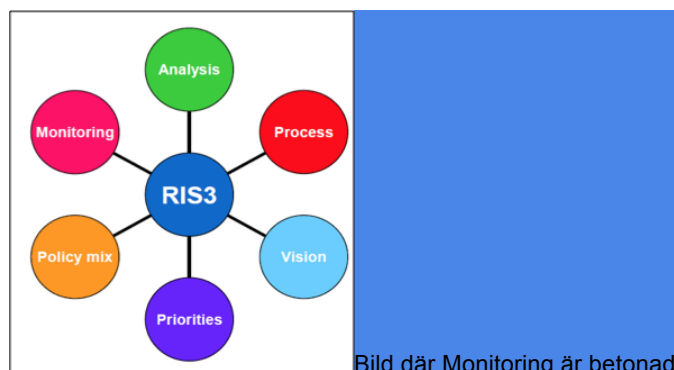 Analysis
Monitoring
Process
RIS3
Policy mix
Vision
Priorities
Bild där Monitoring är betonad